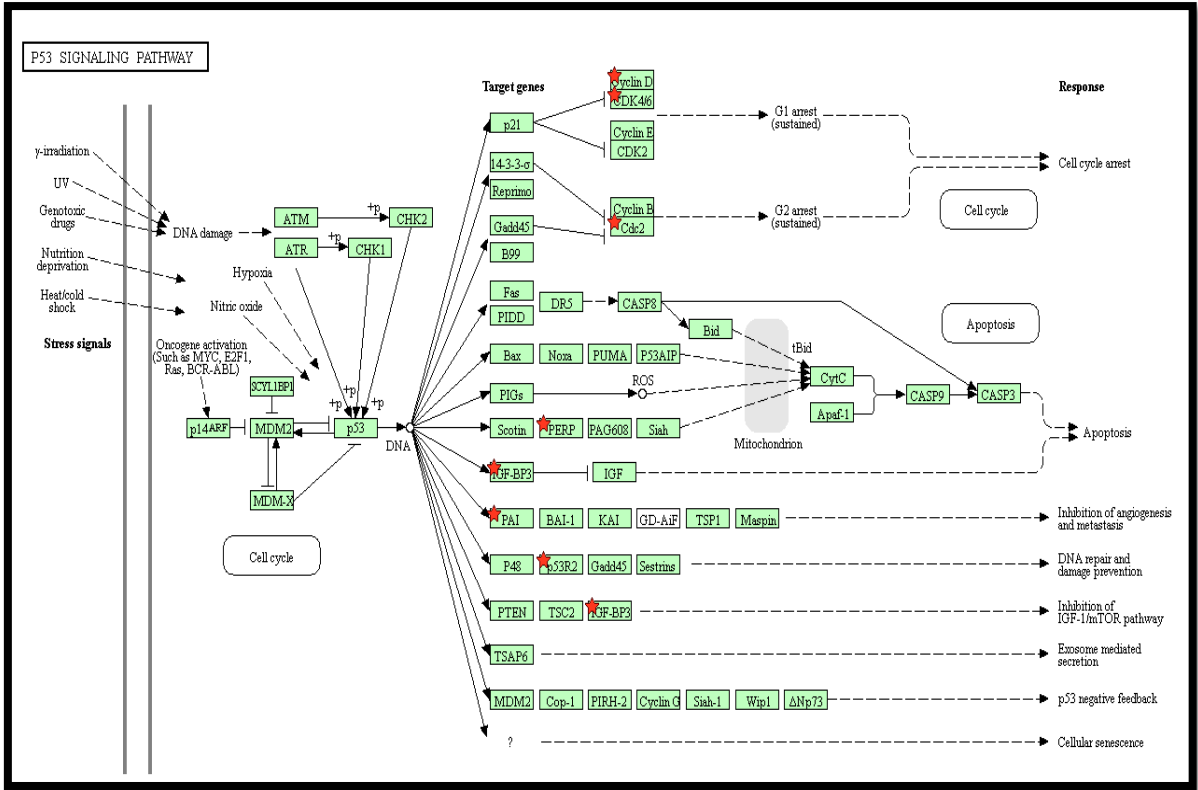 P53 SIGNALING PATHWAY
Target genes
Response
γ-irradiation
UV
Genotoxic
drugs
Nutrition
deprivation
Heat/cold
shock
Stress signals
DNA damage
ATM
+p
CHK2
ATR
+p
CHK1
Hypoxia
Nitric oxide
Oncogene activation
(Such as MYC, E2F1,
Ras, BCR-ABL)
SCYL1BP1
+p
+p
+p
p14ARF
MDM2
p53
DNA
MDM-X
Cell cycle
p21
Cyclin D
CDK4/6
Cyclin E
CDK2
G1 arrest
(sustained)
14-3-3-σ
Reprimo
Gadd45
B99
Cyclin B
Cdc2
G2 arrest
(sustained)
Cell cycle arrest
Cell cycle
Fas
PIDD
DR5
CASP8
Bid
tBid
Apoptosis
Bax
Noxa
PUMA
P53AIP
CytC
PIGs
ROS
CASP9
CASP3
Apaf-1
Scotin
PERP
PAG608
Siah
Mitochondrion
Apoptosis
IGF-BP3
IGF
PAI
BAI-1
KAI
GD-AiF
TSP1
Maspin
Inhibition of angiogenesis
and metastasis
P48
p53R2
Gadd45
Sestrins
DNA repair and
damage prevention
PTEN
TSC2
IGF-BP3
Inhibition of
IGF-1/mTOR pathway
TSAP6
Exosome mediated
secretion
MDM2
Cop-1
PIRH-2
Cyclin G
Siah-1
Wip1
ΔNp73
p53 negative feedback
?
Cellular senescence